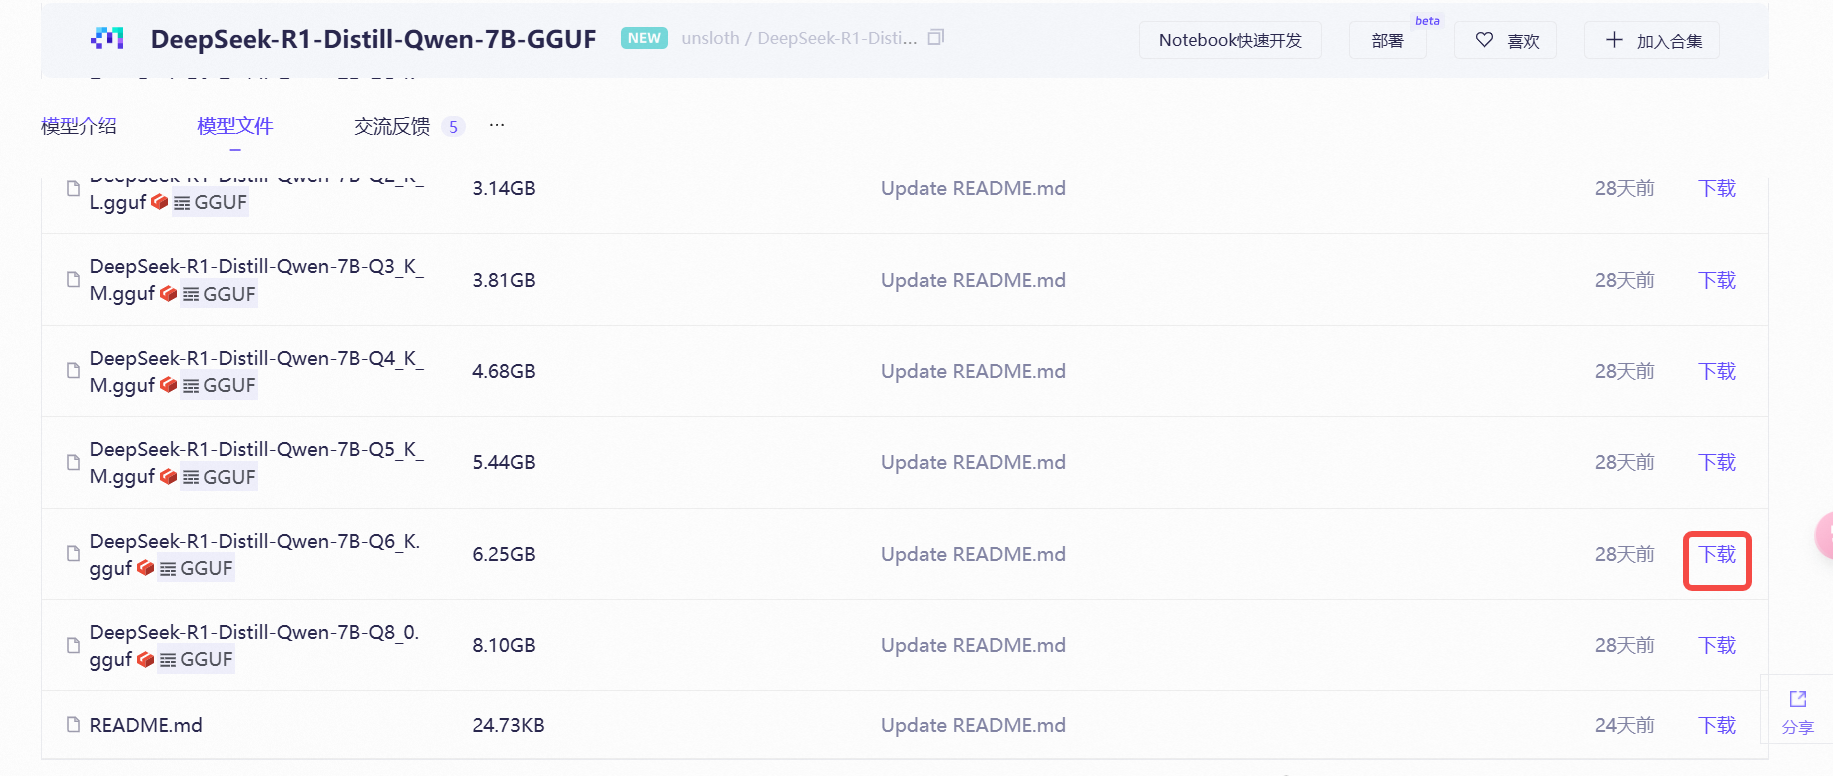 DeepSeek-R1-Distill-Qwen-7B-GGUF NEW unsloth / DeepSeek-R1-Disti... Notebook快速开发 部署 beta 喜欢 加入合集
模型介绍 模型文件 交流反馈 5 ...
DeepSeek-R1-Distill-Qwen-7B-Q2_K_
L.gguf GGUF 3.14GB Update README.md 28天前 下载
DeepSeek-R1-Distill-Qwen-7B-Q3_K_
M.gguf GGUF 3.81GB Update README.md 28天前 下载
DeepSeek-R1-Distill-Qwen-7B-Q4_K_
M.gguf GGUF 4.68GB Update README.md 28天前 下载
DeepSeek-R1-Distill-Qwen-7B-Q5_K_
M.gguf GGUF 5.44GB Update README.md 28天前 下载
DeepSeek-R1-Distill-Qwen-7B-Q6_K.
gguf GGUF 6.25GB Update README.md 28天前 下载
DeepSeek-R1-Distill-Qwen-7B-Q8_0.
gguf GGUF 8.10GB Update README.md 28天前 下载
README.md 24.73KB Update README.md 24天前 下载
分享